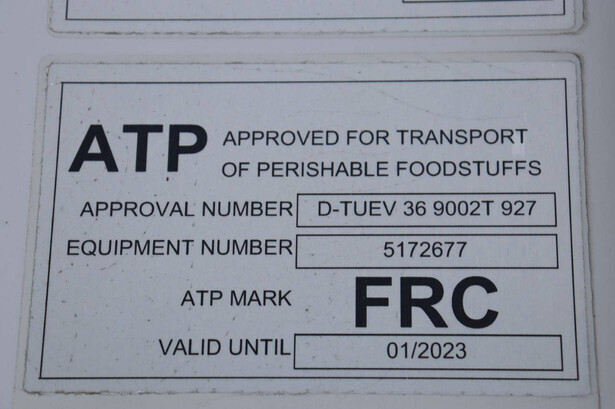 ATP APPROVED FOR TRANSPORT
OF PERISHABLE FOODSTUFFS
APPROVAL NUMBER D-TUEV 36 9002T 927
EQUIPMENT NUMBER 5172677
ATP MARK FRC
VALID UNTIL 01/2023